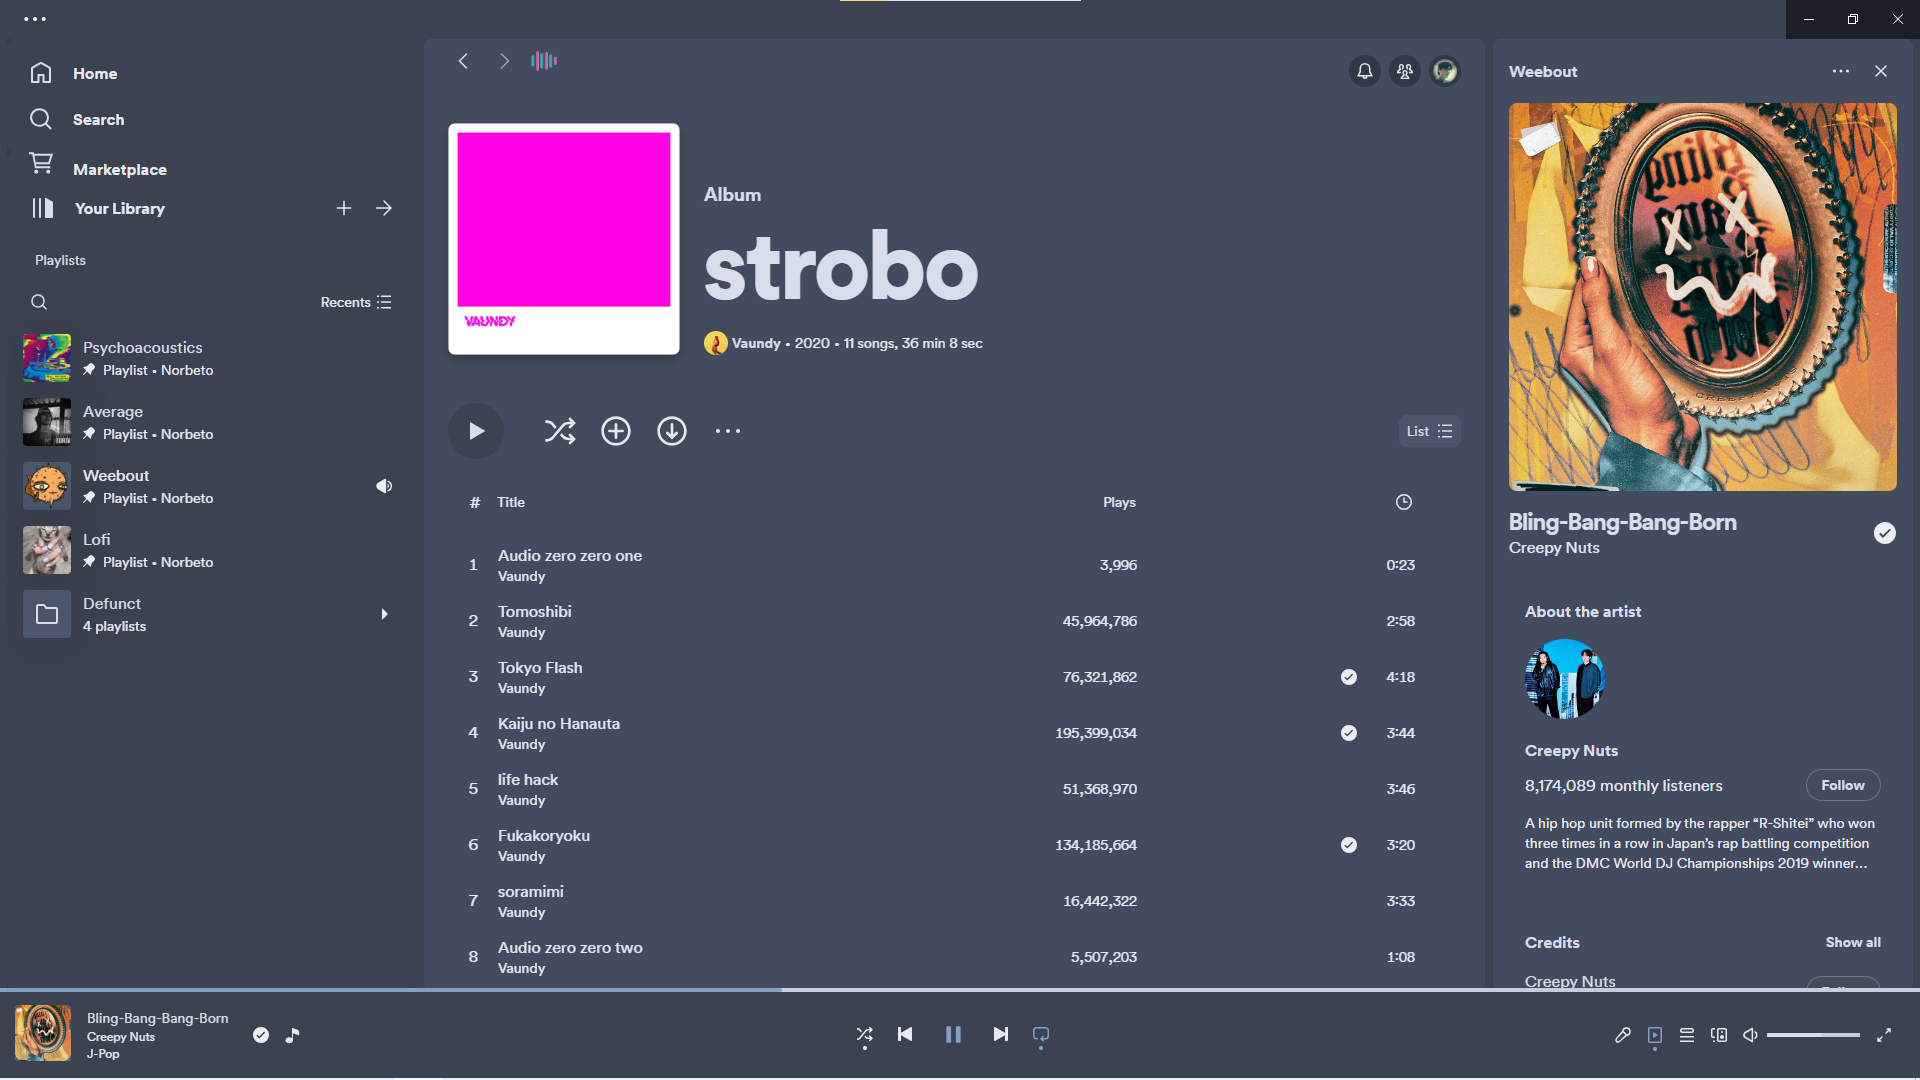 Home
Search
Marketplace
Your Library
Playlists
Recents
Psychoacoustics
Playlist • Norbeto
Average
Playlist • Norbeto
Weebout
Playlist • Norbeto
Lofi
Playlist • Norbeto
Defunct
4 playlists
VAUNDY
Album
strobo
Vaundy • 2020 • 11 songs, 36 min 8 sec
List
# Title Plays
1 Audio zero zero one 3,996 0:23
Vaundy
2 Tomoshibi 45,964,786 2:58
Vaundy
3 Tokyo Flash 76,321,862 4:18
Vaundy
4 Kaiju no Hanauta 195,399,034 3:44
Vaundy
5 life hack 51,368,970 3:46
Vaundy
6 Fukakoryoku 134,185,664 3:20
Vaundy
7 soramimi 16,442,322 3:33
Vaundy
8 Audio zero zero two 5,507,203 1:08
Vaundy
Weebout
Bling-Bang-Bang-Born
Creepy Nuts
About the artist
Creepy Nuts
8,174,089 monthly listeners
Follow
A hip hop unit formed by the rapper “R-Shitei” who won
three times in a row in Japan’s rap battling competition
and the DMC World DJ Championships 2019 winner...
Credits Show all
Creepy Nuts
Bling-Bang-Bang-Born
Creepy Nuts
J-Pop